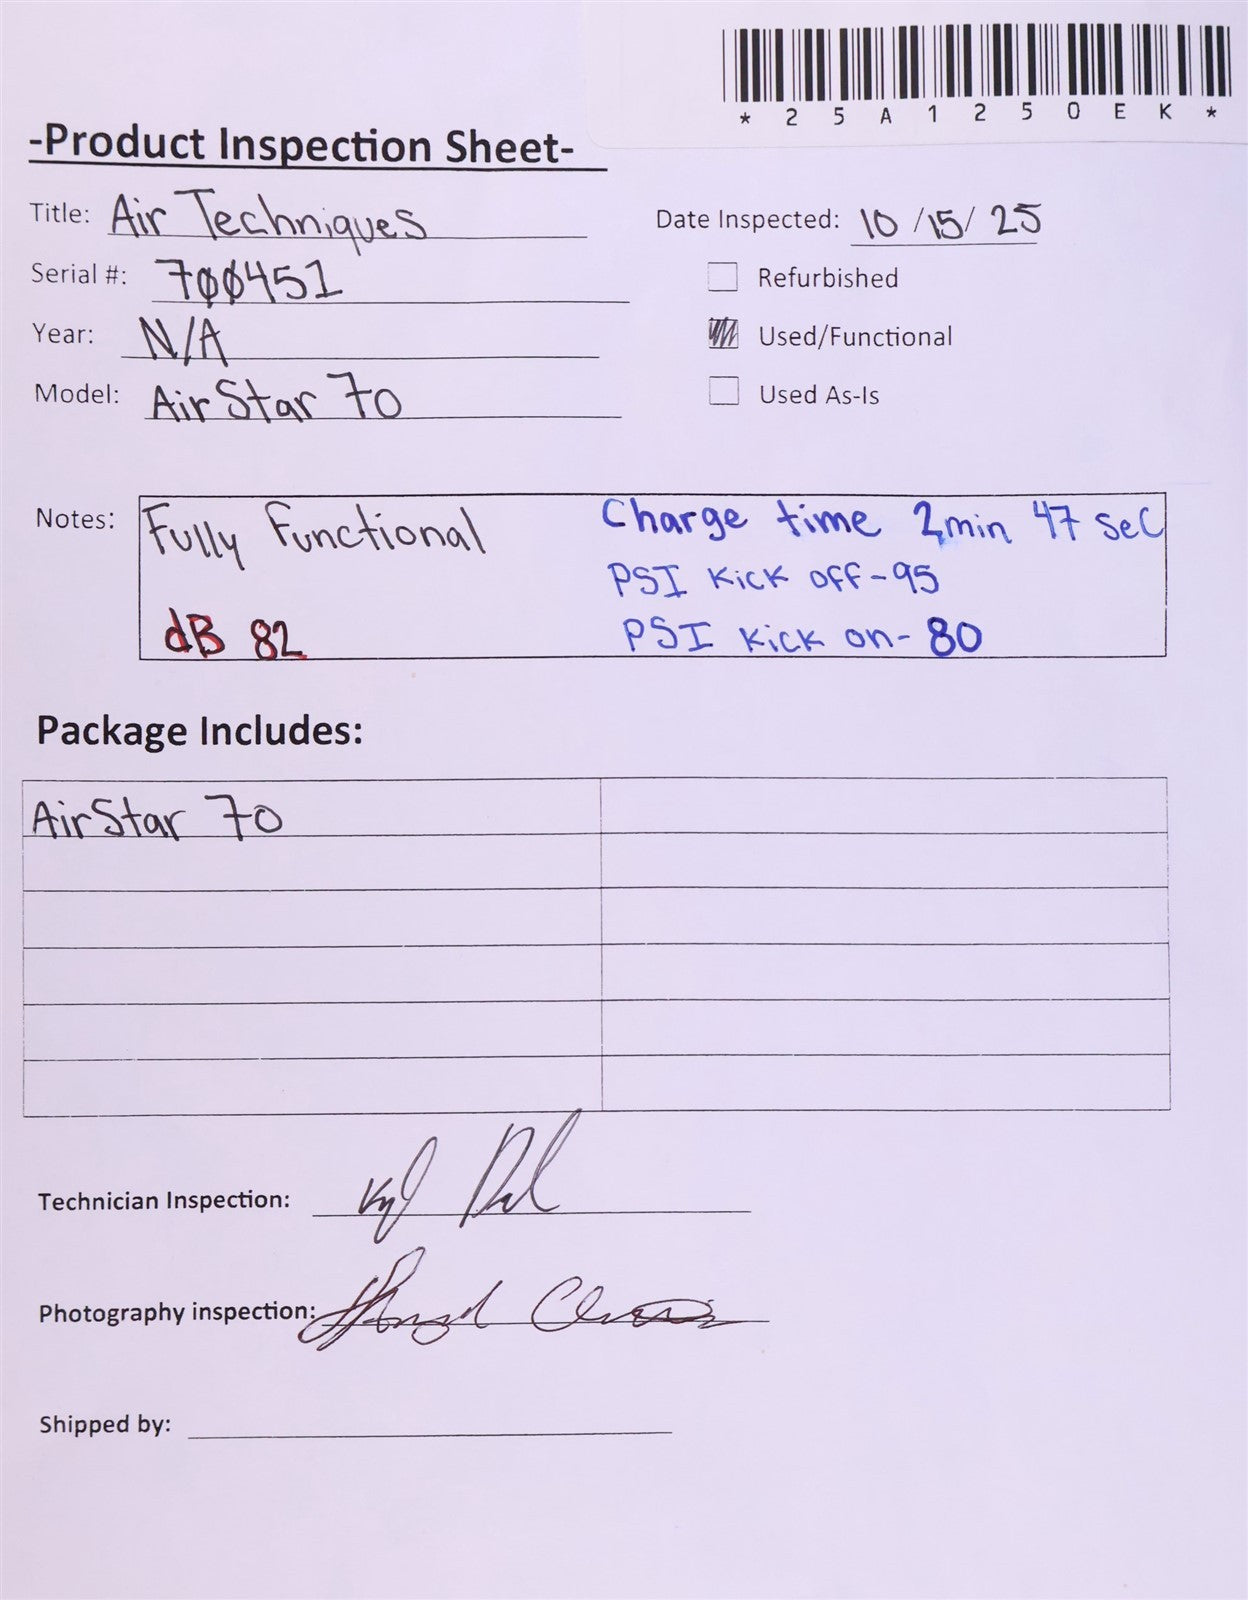 * 2 5 A 1 2 5 0 E K *
-Product Inspection Sheet-
Title: Air Techniques
Date Inspected: 10/15/25
Serial #: 700451
Refurbished
Year: N/A
Used/Functional
Model: AirStar 70
Used As-Is
Notes: Fully Functional
Charge time 2min 47 Sec
PSI Kick off-95
dB 82
PSI Kick on-80
Package Includes:
AirStar 70
Technician Inspection:
Photography inspection:
Shipped by: